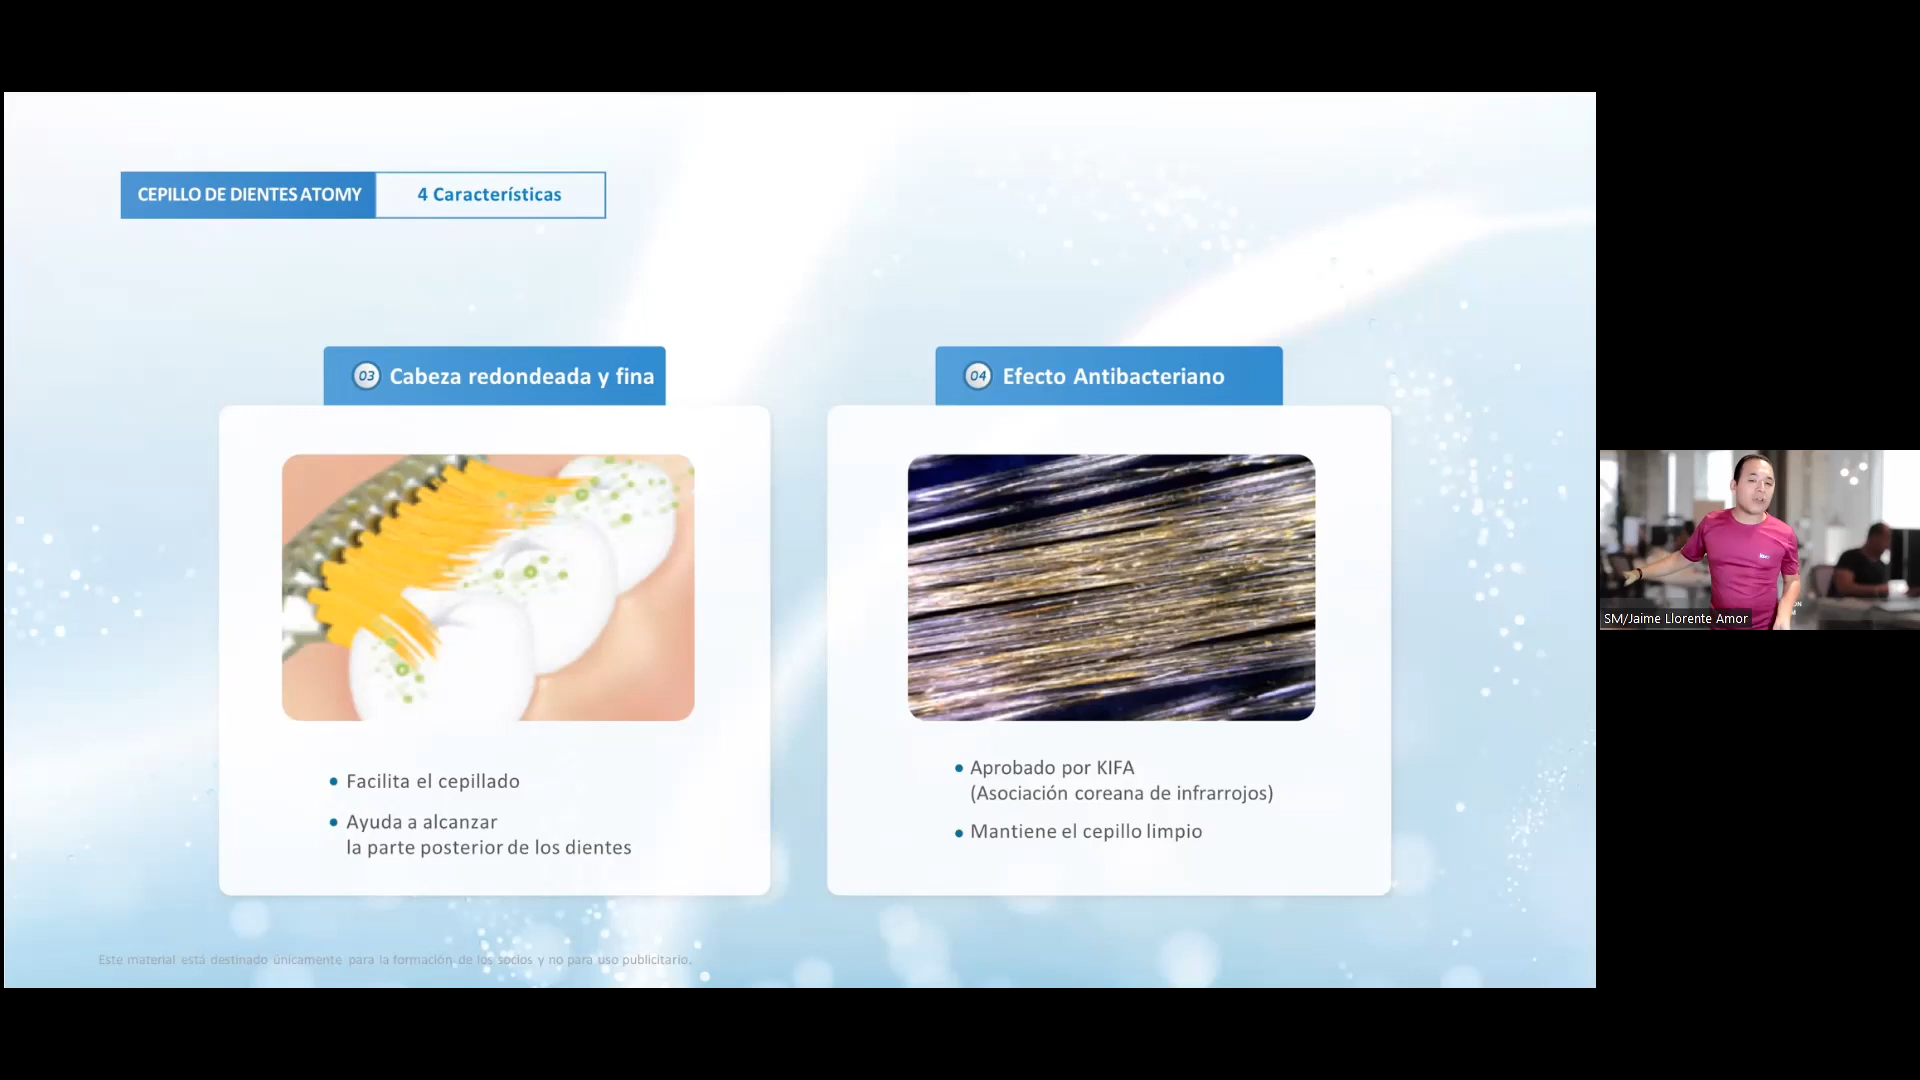 CEPILLO DE DIENTES ATOMY
4 Características
03 Cabeza redondeada y fina
• Facilita el cepillado
• Ayuda a alcanzar
la parte posterior de los dientes
04 Efecto Antibacteriano
• Aprobado por KIFA
(Asociación coreana de infrarrojos)
• Mantiene el cepillo limpio
Este material está destinado únicamente para la formación de los socios y no para uso publicitario.
SM/Jaime Llorente Amor